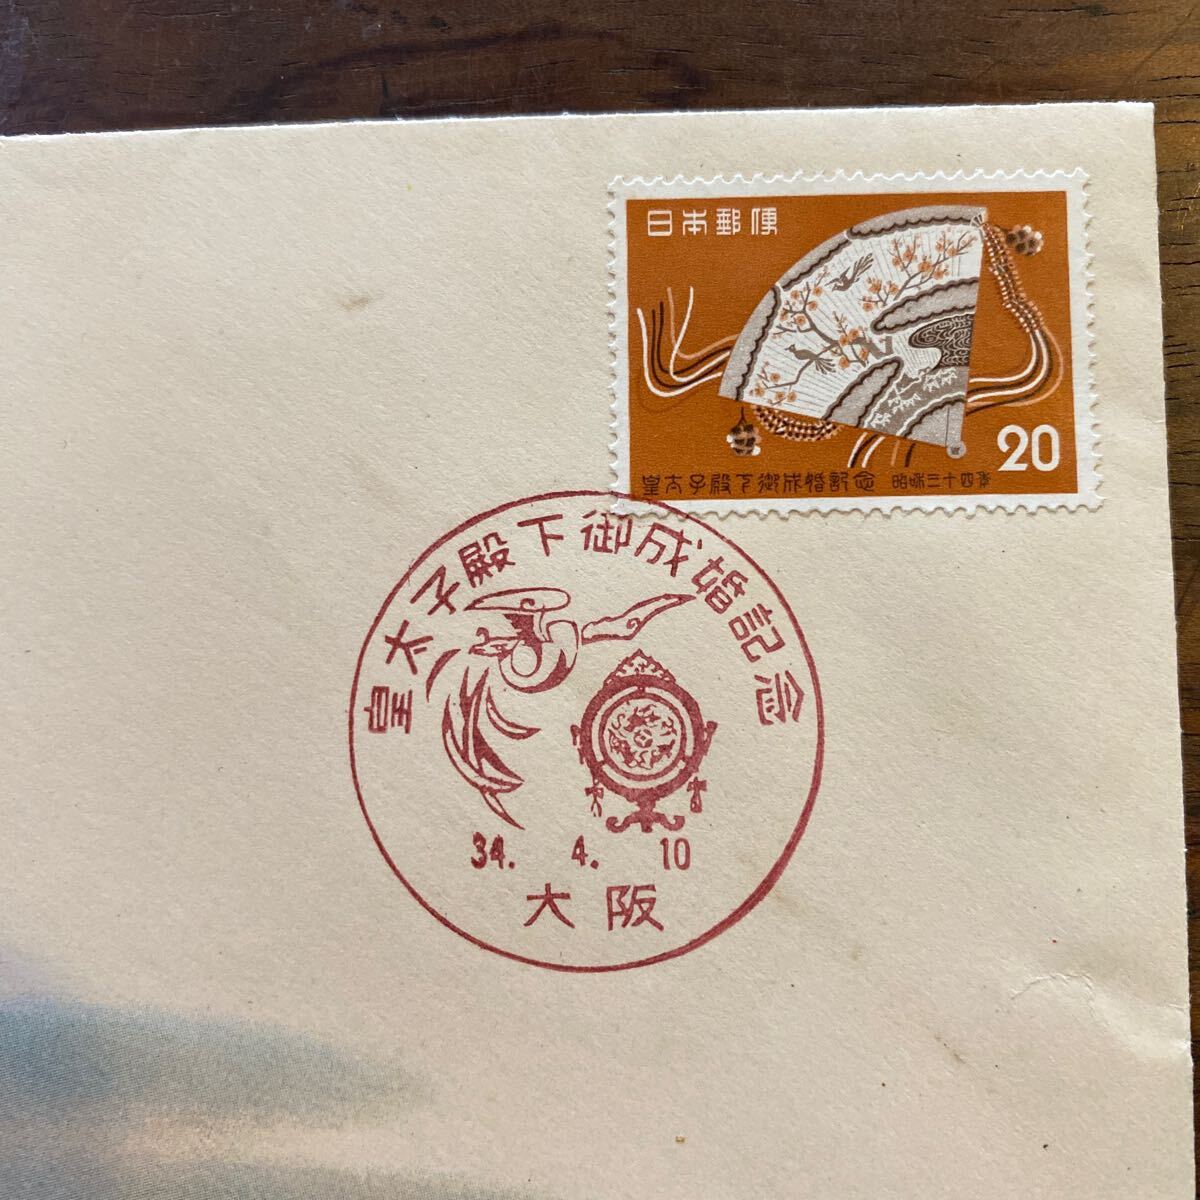 日本郵便
20
皇太子殿下御成婚記念 昭和三十四年
皇太子殿下御成婚記念
34. 4. 10
大阪